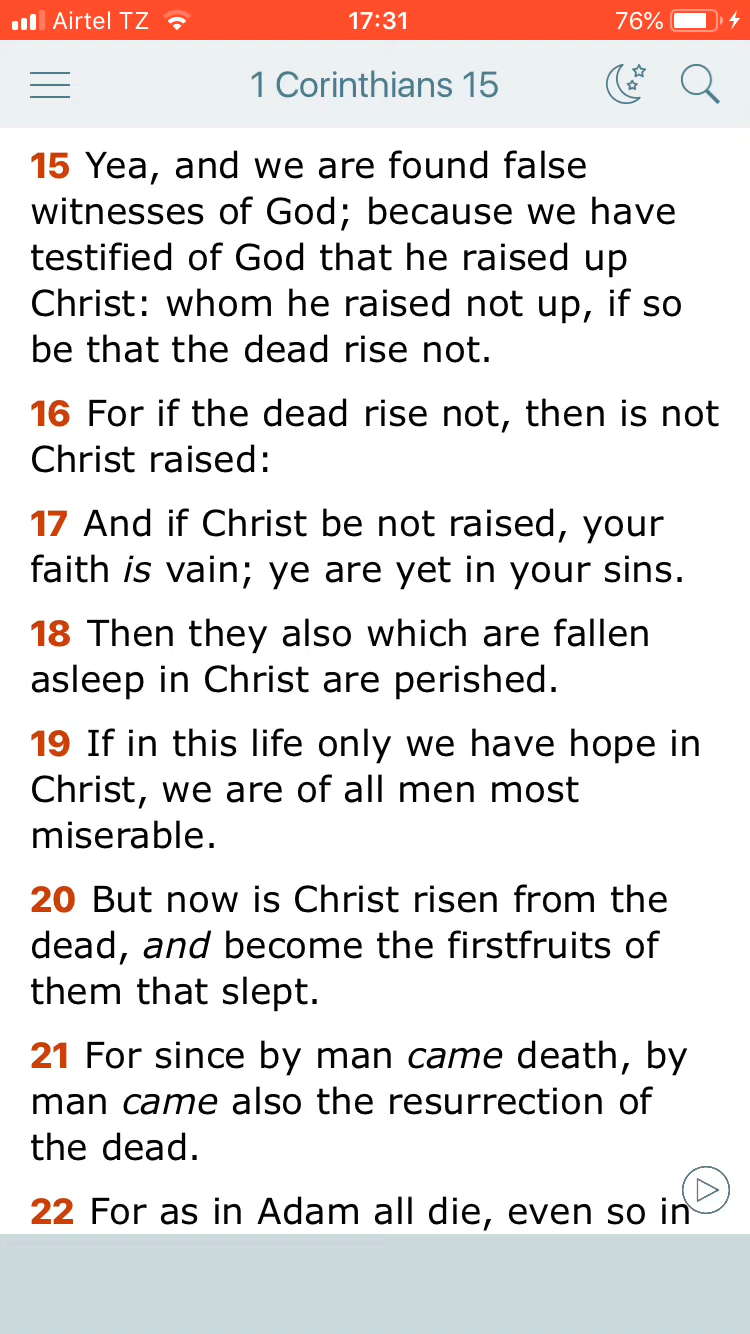 Airtel TZ 17:31 76%
1 Corinthians 15
15 Yea, and we are found false
witnesses of God; because we have
testified of God that he raised up
Christ: whom he raised not up, if so
be that the dead rise not.
16 For if the dead rise not, then is not
Christ raised:
17 And if Christ be not raised, your
faith is vain; ye are yet in your sins.
18 Then they also which are fallen
asleep in Christ are perished.
19 If in this life only we have hope in
Christ, we are of all men most
miserable.
20 But now is Christ risen from the
dead, and become the firstfruits of
them that slept.
21 For since by man came death, by
man came also the resurrection of
the dead.
22 For as in Adam all die, even so in